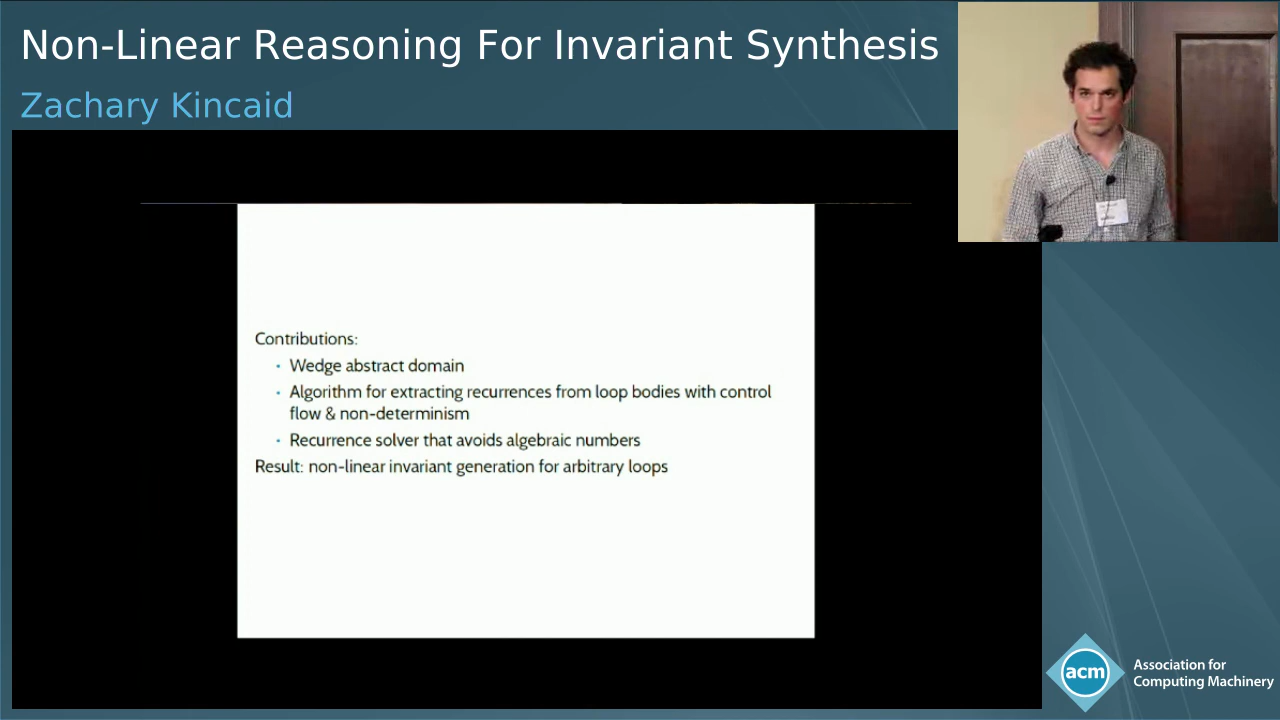 Non-Linear Reasoning For Invariant Synthesis
Zachary Kincaid
Contributions:
• Wedge abstract domain
• Algorithm for extracting recurrences from loop bodies with control
flow & non-determinism
• Recurrence solver that avoids algebraic numbers
Result: non-linear invariant generation for arbitrary loops
acm
Association for
Computing Machinery